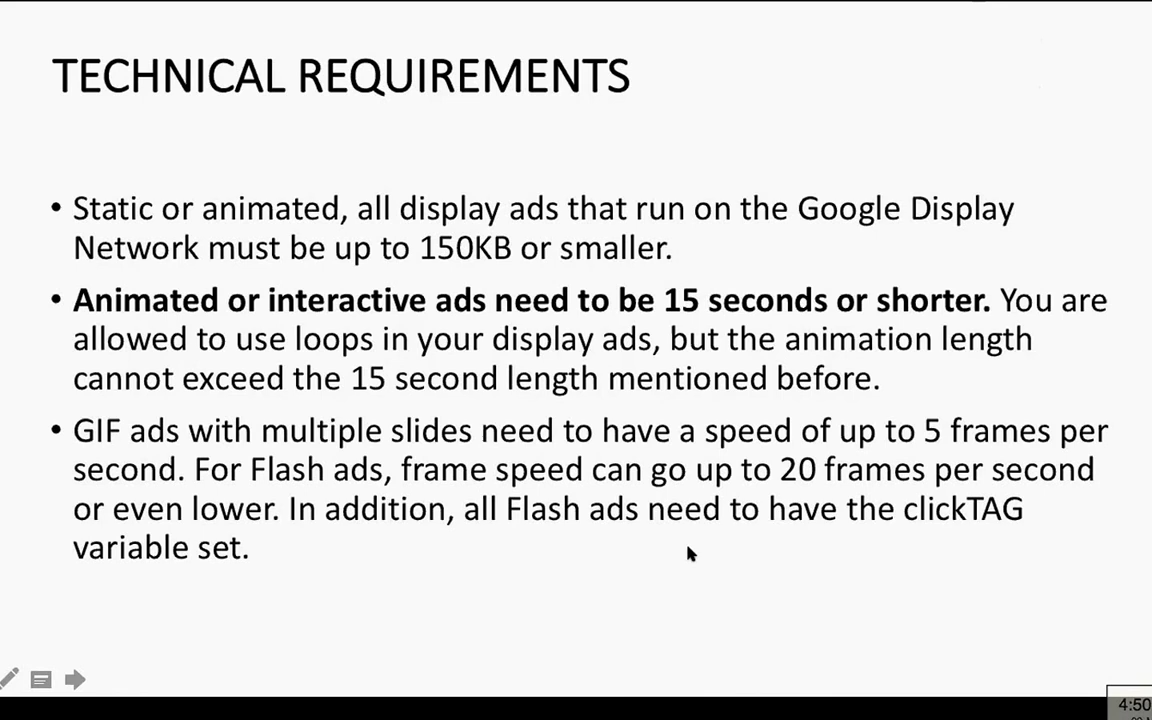 TECHNICAL REQUIREMENTS
• Static or animated, all display ads that run on the Google Display
Network must be up to 150KB or smaller.
• Animated or interactive ads need to be 15 seconds or shorter. You are
allowed to use loops in your display ads, but the animation length
cannot exceed the 15 second length mentioned before.
• GIF ads with multiple slides need to have a speed of up to 5 frames per
second. For Flash ads, frame speed can go up to 20 frames per second
or even lower. In addition, all Flash ads need to have the clickTAG
variable set.
4:50